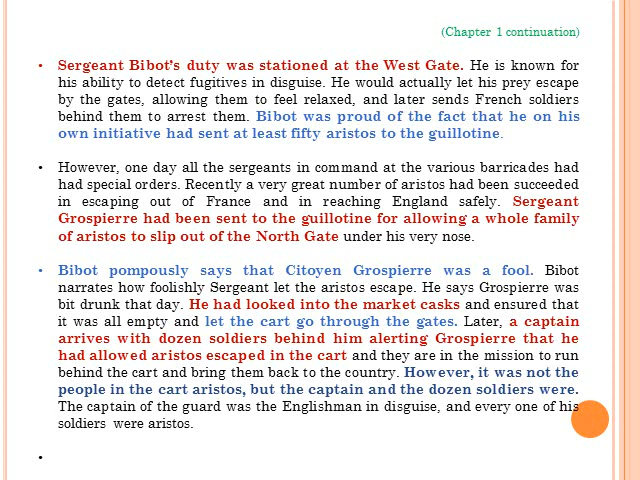 (Chapter 1 continuation)
• Sergeant Bibot's duty was stationed at the West Gate. He is known for
his ability to detect fugitives in disguise. He would actually let his prey escape
by the gates, allowing them to feel relaxed, and later sends French soldiers
behind them to arrest them. Bibot was proud of the fact that he on his
own initiative had sent at least fifty aristos to the guillotine.
• However, one day all the sergeants in command at the various barricades had
had special orders. Recently a very great number of aristos had been succeeded
in escaping out of France and in reaching England safely. Sergeant
Grospierre had been sent to the guillotine for allowing a whole family
of aristos to slip out of the North Gate under his very nose.
• Bibot pompously says that Citoyen Grospierre was a fool. Bibot
narrates how foolishly Sergeant let the aristos escape. He says Grospierre was
bit drunk that day. He had looked into the market casks and ensured that
it was all empty and let the cart go through the gates. Later, a captain
arrives with dozen soldiers behind him alerting Grospierre that he
had allowed aristos escaped in the cart and they are in the mission to run
behind the cart and bring them back to the country. However, it was not the
people in the cart aristos, but the captain and the dozen soldiers were.
The captain of the guard was the Englishman in disguise, and every one of his
soldiers were aristos.
•